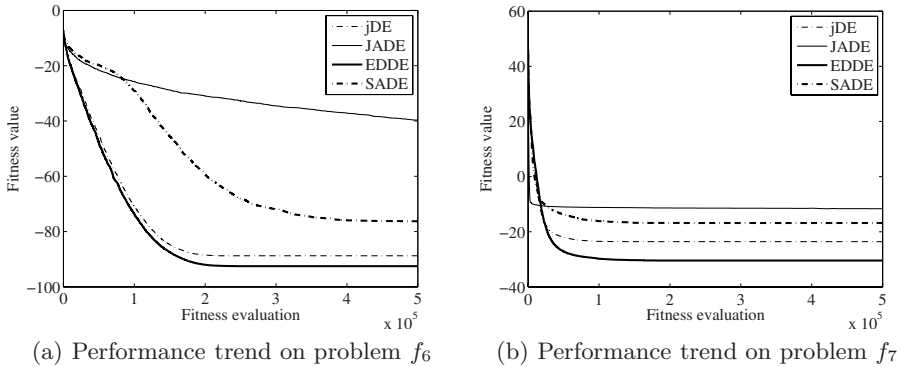 0
−20
−40
−60
−80
−100
Fitness value
jDE
JADE
EDDE
SADE
0 1 2 3 4 5
Fitness evaluation
x 10^5
(a) Performance trend on problem f6
60
40
20
0
−20
−40
Fitness value
jDE
JADE
EDDE
SADE
0 1 2 3 4 5
Fitness evaluation
x 10^5
(b) Performance trend on problem f7